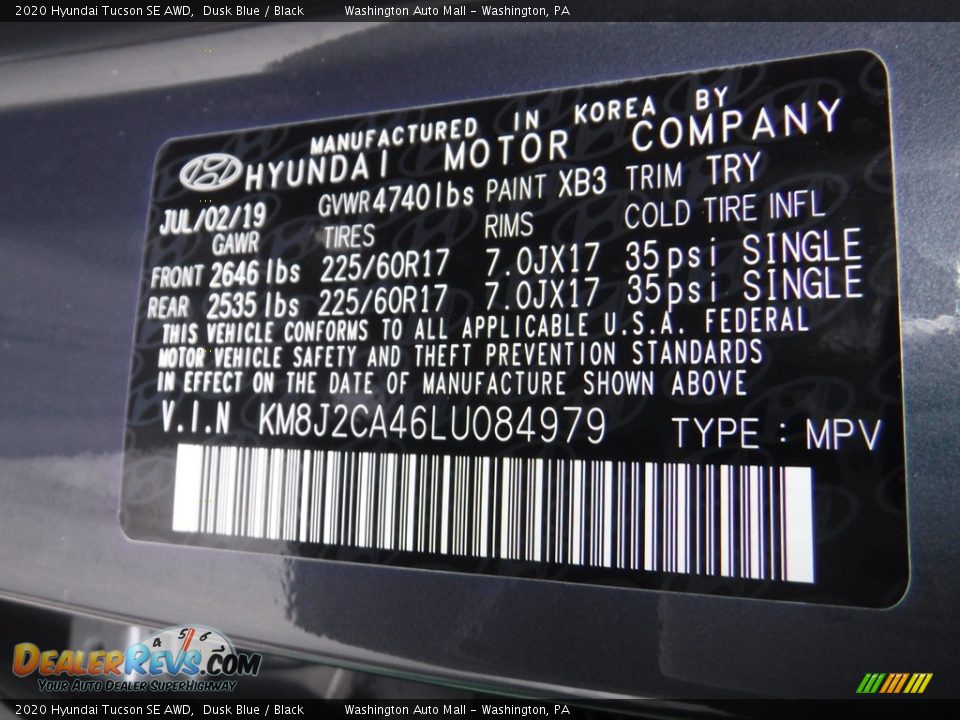 2020 Hyundai Tucson SE AWD, Dusk Blue / Black Washington Auto Mall - Washington, PA
MANUFACTURED IN KOREA BY
HYUNDAI MOTOR COMPANY
JUL/02/19 GVWR 4740lbs PAINT XB3 TRIM TRY
GAWR TIRES RIMS COLD TIRE INFL
FRONT 2646 lbs 225/60R17 7.0JX17 35psi SINGLE
REAR 2535 lbs 225/60R17 7.0JX17 35psi SINGLE
THIS VEHICLE CONFORMS TO ALL APPLICABLE U.S.A. FEDERAL
MOTOR VEHICLE SAFETY AND THEFT PREVENTION STANDARDS
IN EFFECT ON THE DATE OF MANUFACTURE SHOWN ABOVE
V.I.N KM8J2CA46LU084979 TYPE : MPV
4 5 6
DEALERREVS.COM
YOUR AUTO DEALER SUPERHIGHWAY
2020 Hyundai Tucson SE AWD, Dusk Blue / Black Washington Auto Mall - Washington, PA